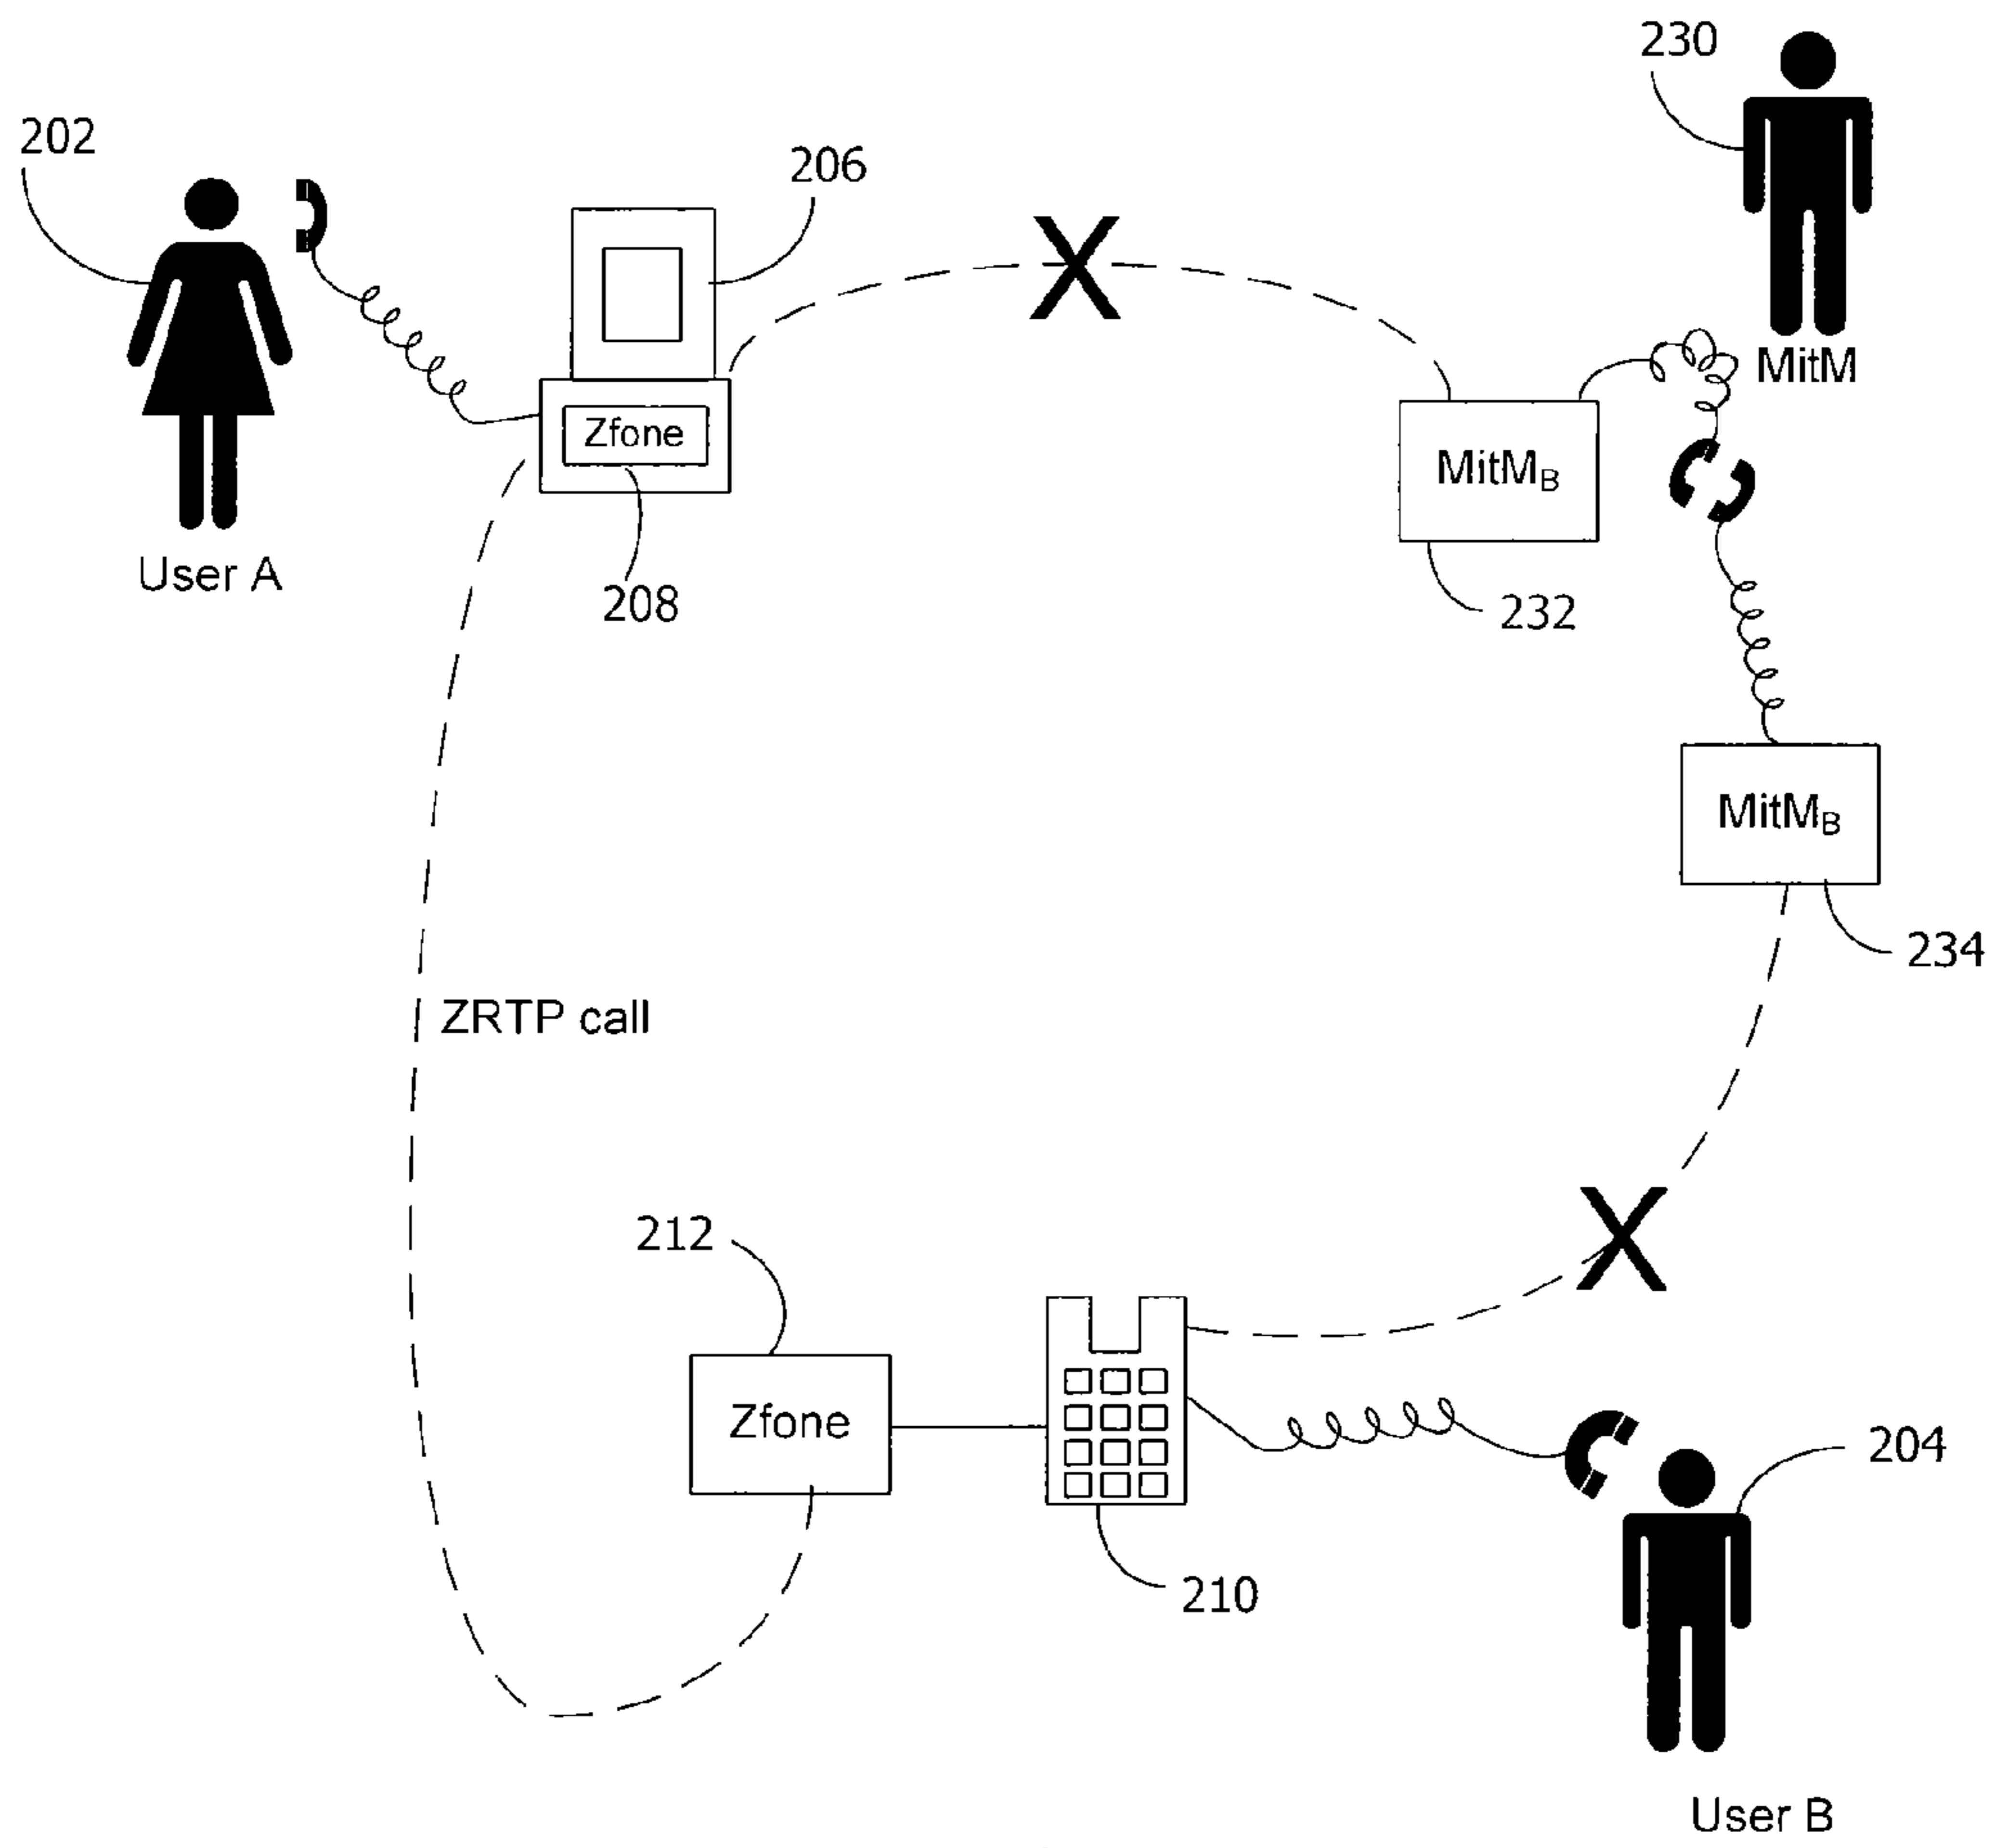 230
202
206
X
MitM
Zfone
MitMB
User A
208
232
MitMB
234
ZRTP call
X
212
Zfone
204
210
User B